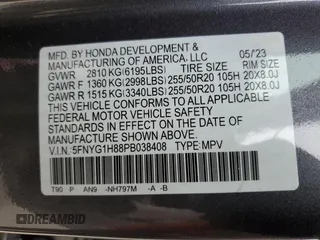 MFD. BY HONDA DEVELOPMENT &
MANUFACTURING OF AMERICA, LLC 05/23
GVWR 2810 KG(6195LBS) TIRE SIZE RIM SIZE
GAWR F 1360 KG(2998LBS) 255/50R20 105H 20X8.0J
GAWR R 1515 KG(3340LBS) 255/50R20 105H 20X8.0J
THIS VEHICLE CONFORMS TO ALL APPLICABLE
FEDERAL MOTOR VEHICLE SAFETY STANDARDS IN
EFFECT ON THE DATE OF MANUFACTURE
SHOWN ABOVE.
V.I.N. 5FNYG1H88PB038408 TYPE: MPV
T90 P AN9 -NH797M -A -B
DREAMBID